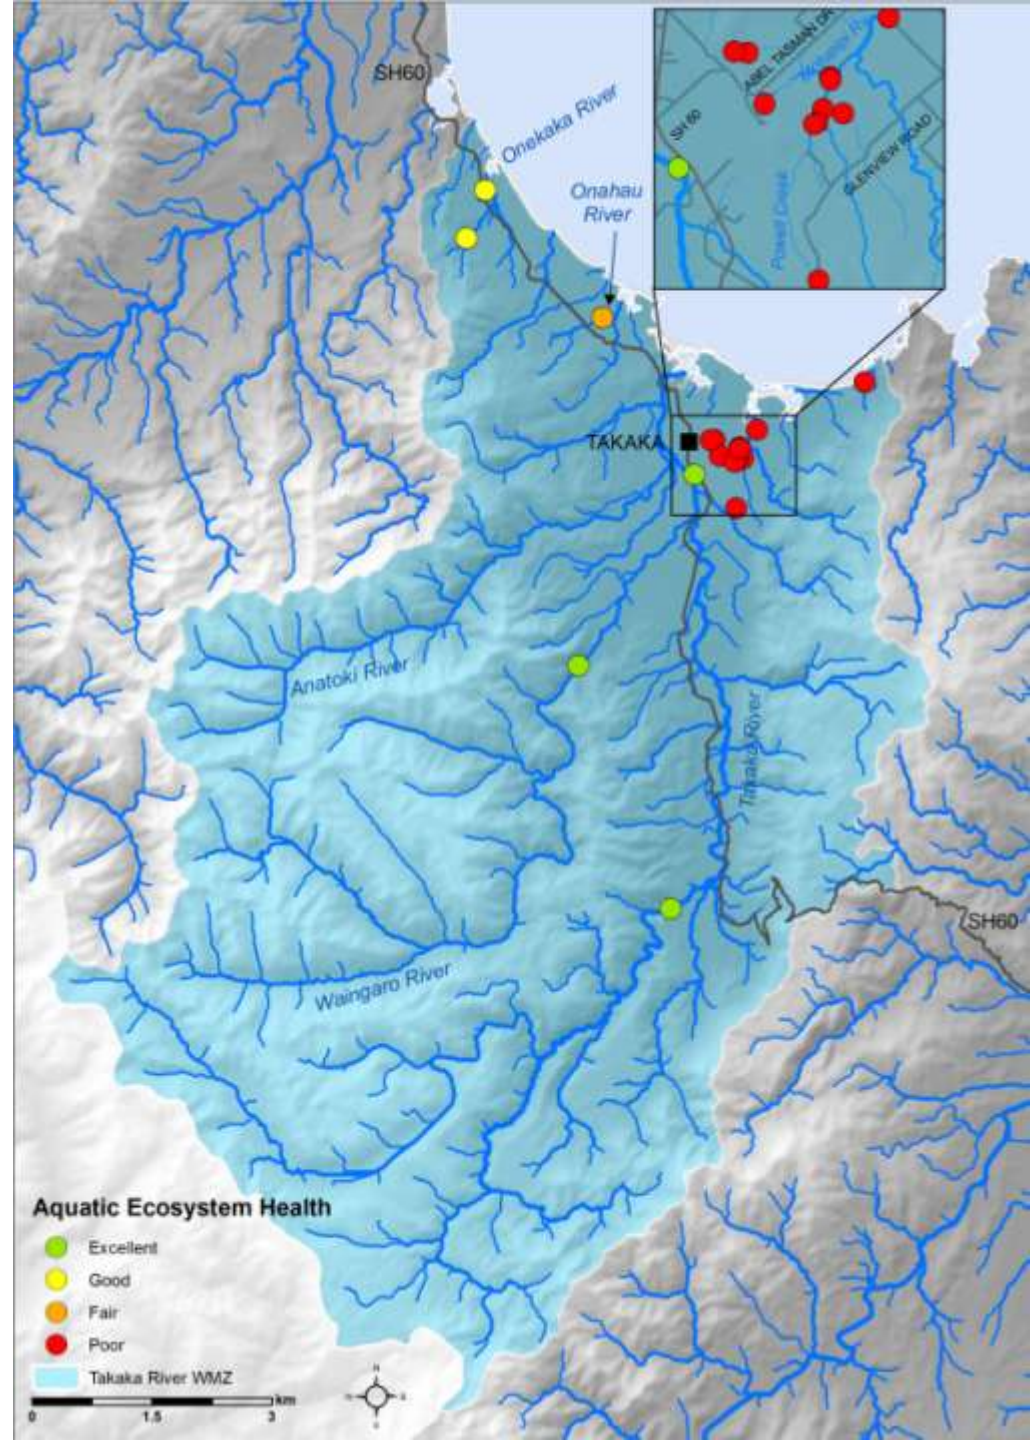 SH60
Onekaka River
Onahau
River
ABEL TASMAN DR
SH 60
GLENVIEW ROAD
Powell Creek
TAKAKA
Anatoki River
Takaka River
SH60
Waingaro River
Aquatic Ecosystem Health
Excellent
Good
Fair
Poor
Takaka River WMZ
km
0 1.5 3
N